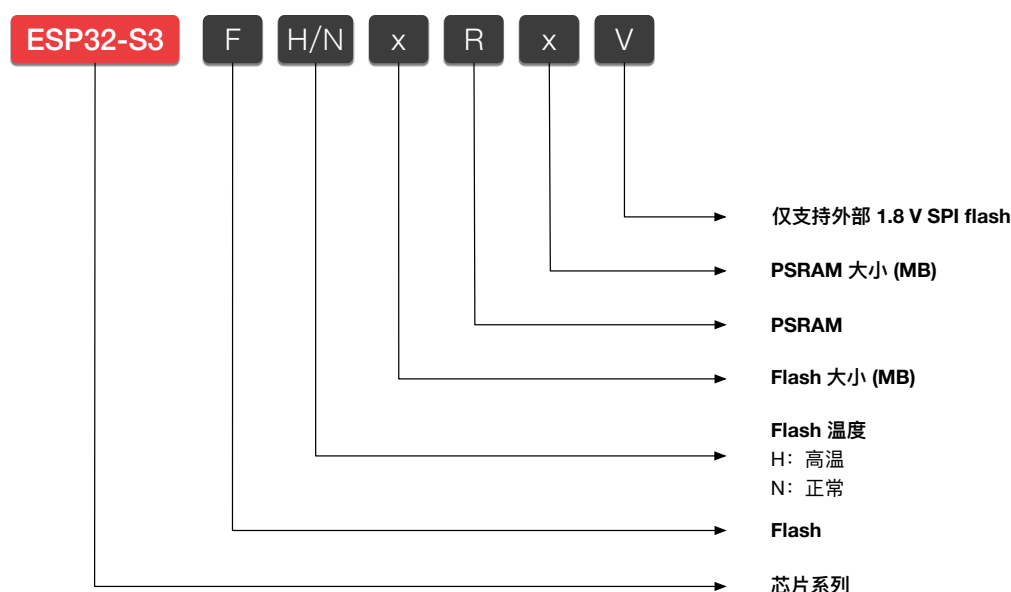 ESP32-S3 F H/N x R x V
仅支持外部 1.8 V SPI flash
PSRAM 大小 (MB)
PSRAM
Flash 大小 (MB)
Flash 温度
H：高温
N：正常
Flash
芯片系列